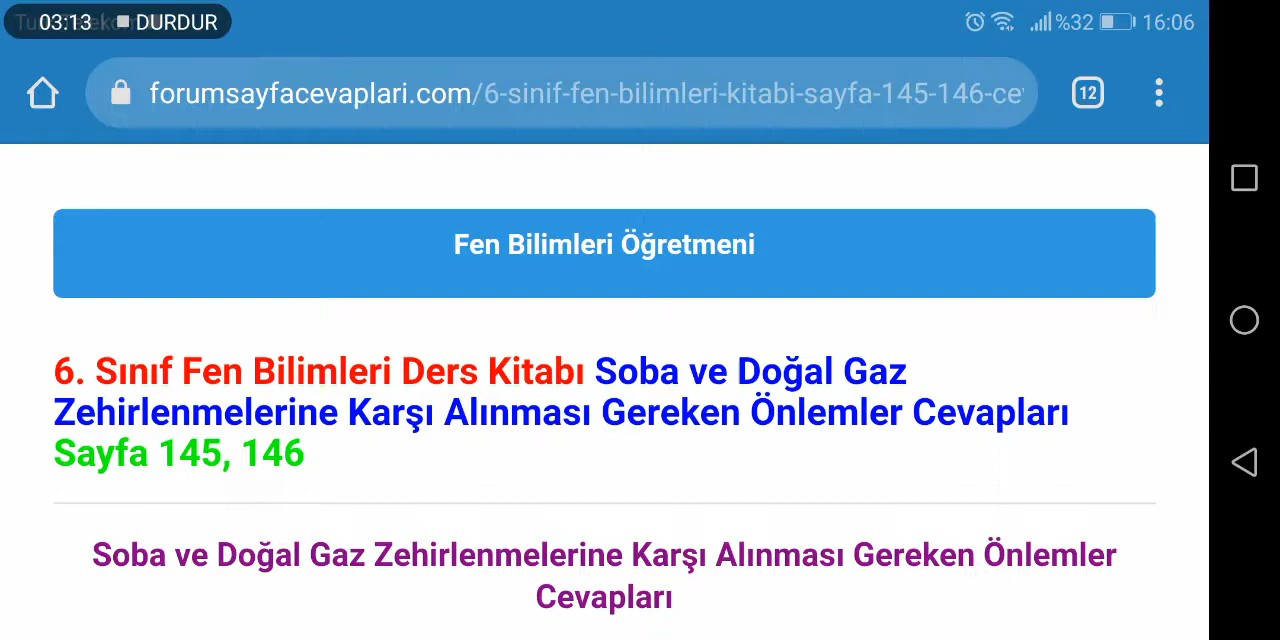 03:13 DURDUR %32 16:06
forumsayfacevaplari.com/6-sinif-fen-bilimleri-kitabi-sayfa-145-146-ce
12
Fen Bilimleri Öğretmeni
6. Sınıf Fen Bilimleri Ders Kitabı Soba ve Doğal Gaz
Zehirlenmelerine Karşı Alınması Gereken Önlemler Cevapları
Sayfa 145, 146
Soba ve Doğal Gaz Zehirlenmelerine Karşı Alınması Gereken Önlemler
Cevapları